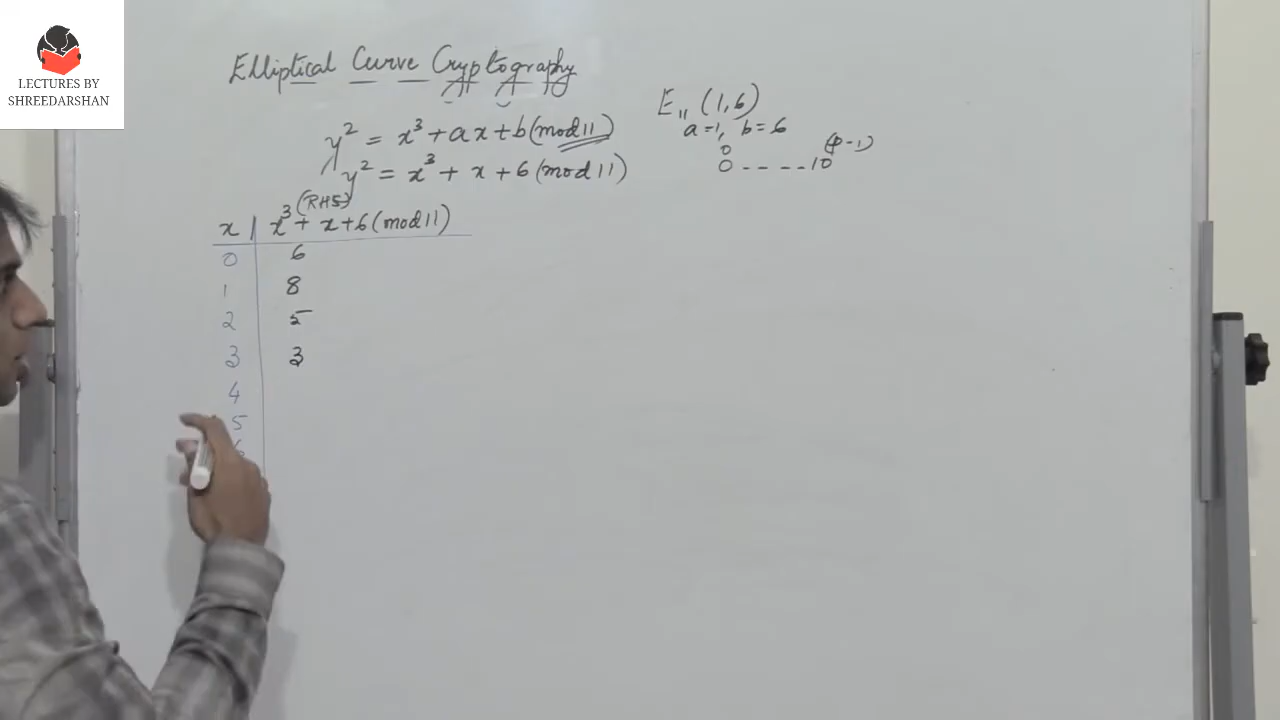 LECTURES BY
SHREEDARSHAN
Elliptical Curve Cryptography
y² = x³ + ax + b (mod 11)
y² = x³ + x + 6 (mod 11)
E₁₁ (1, 6)
a = 1, b = 6
0
(p-1)
0 - - - - 10
(RHS)
x | x³ + x + 6 (mod 11)
0 6
1 8
2 5
3 3
4
5